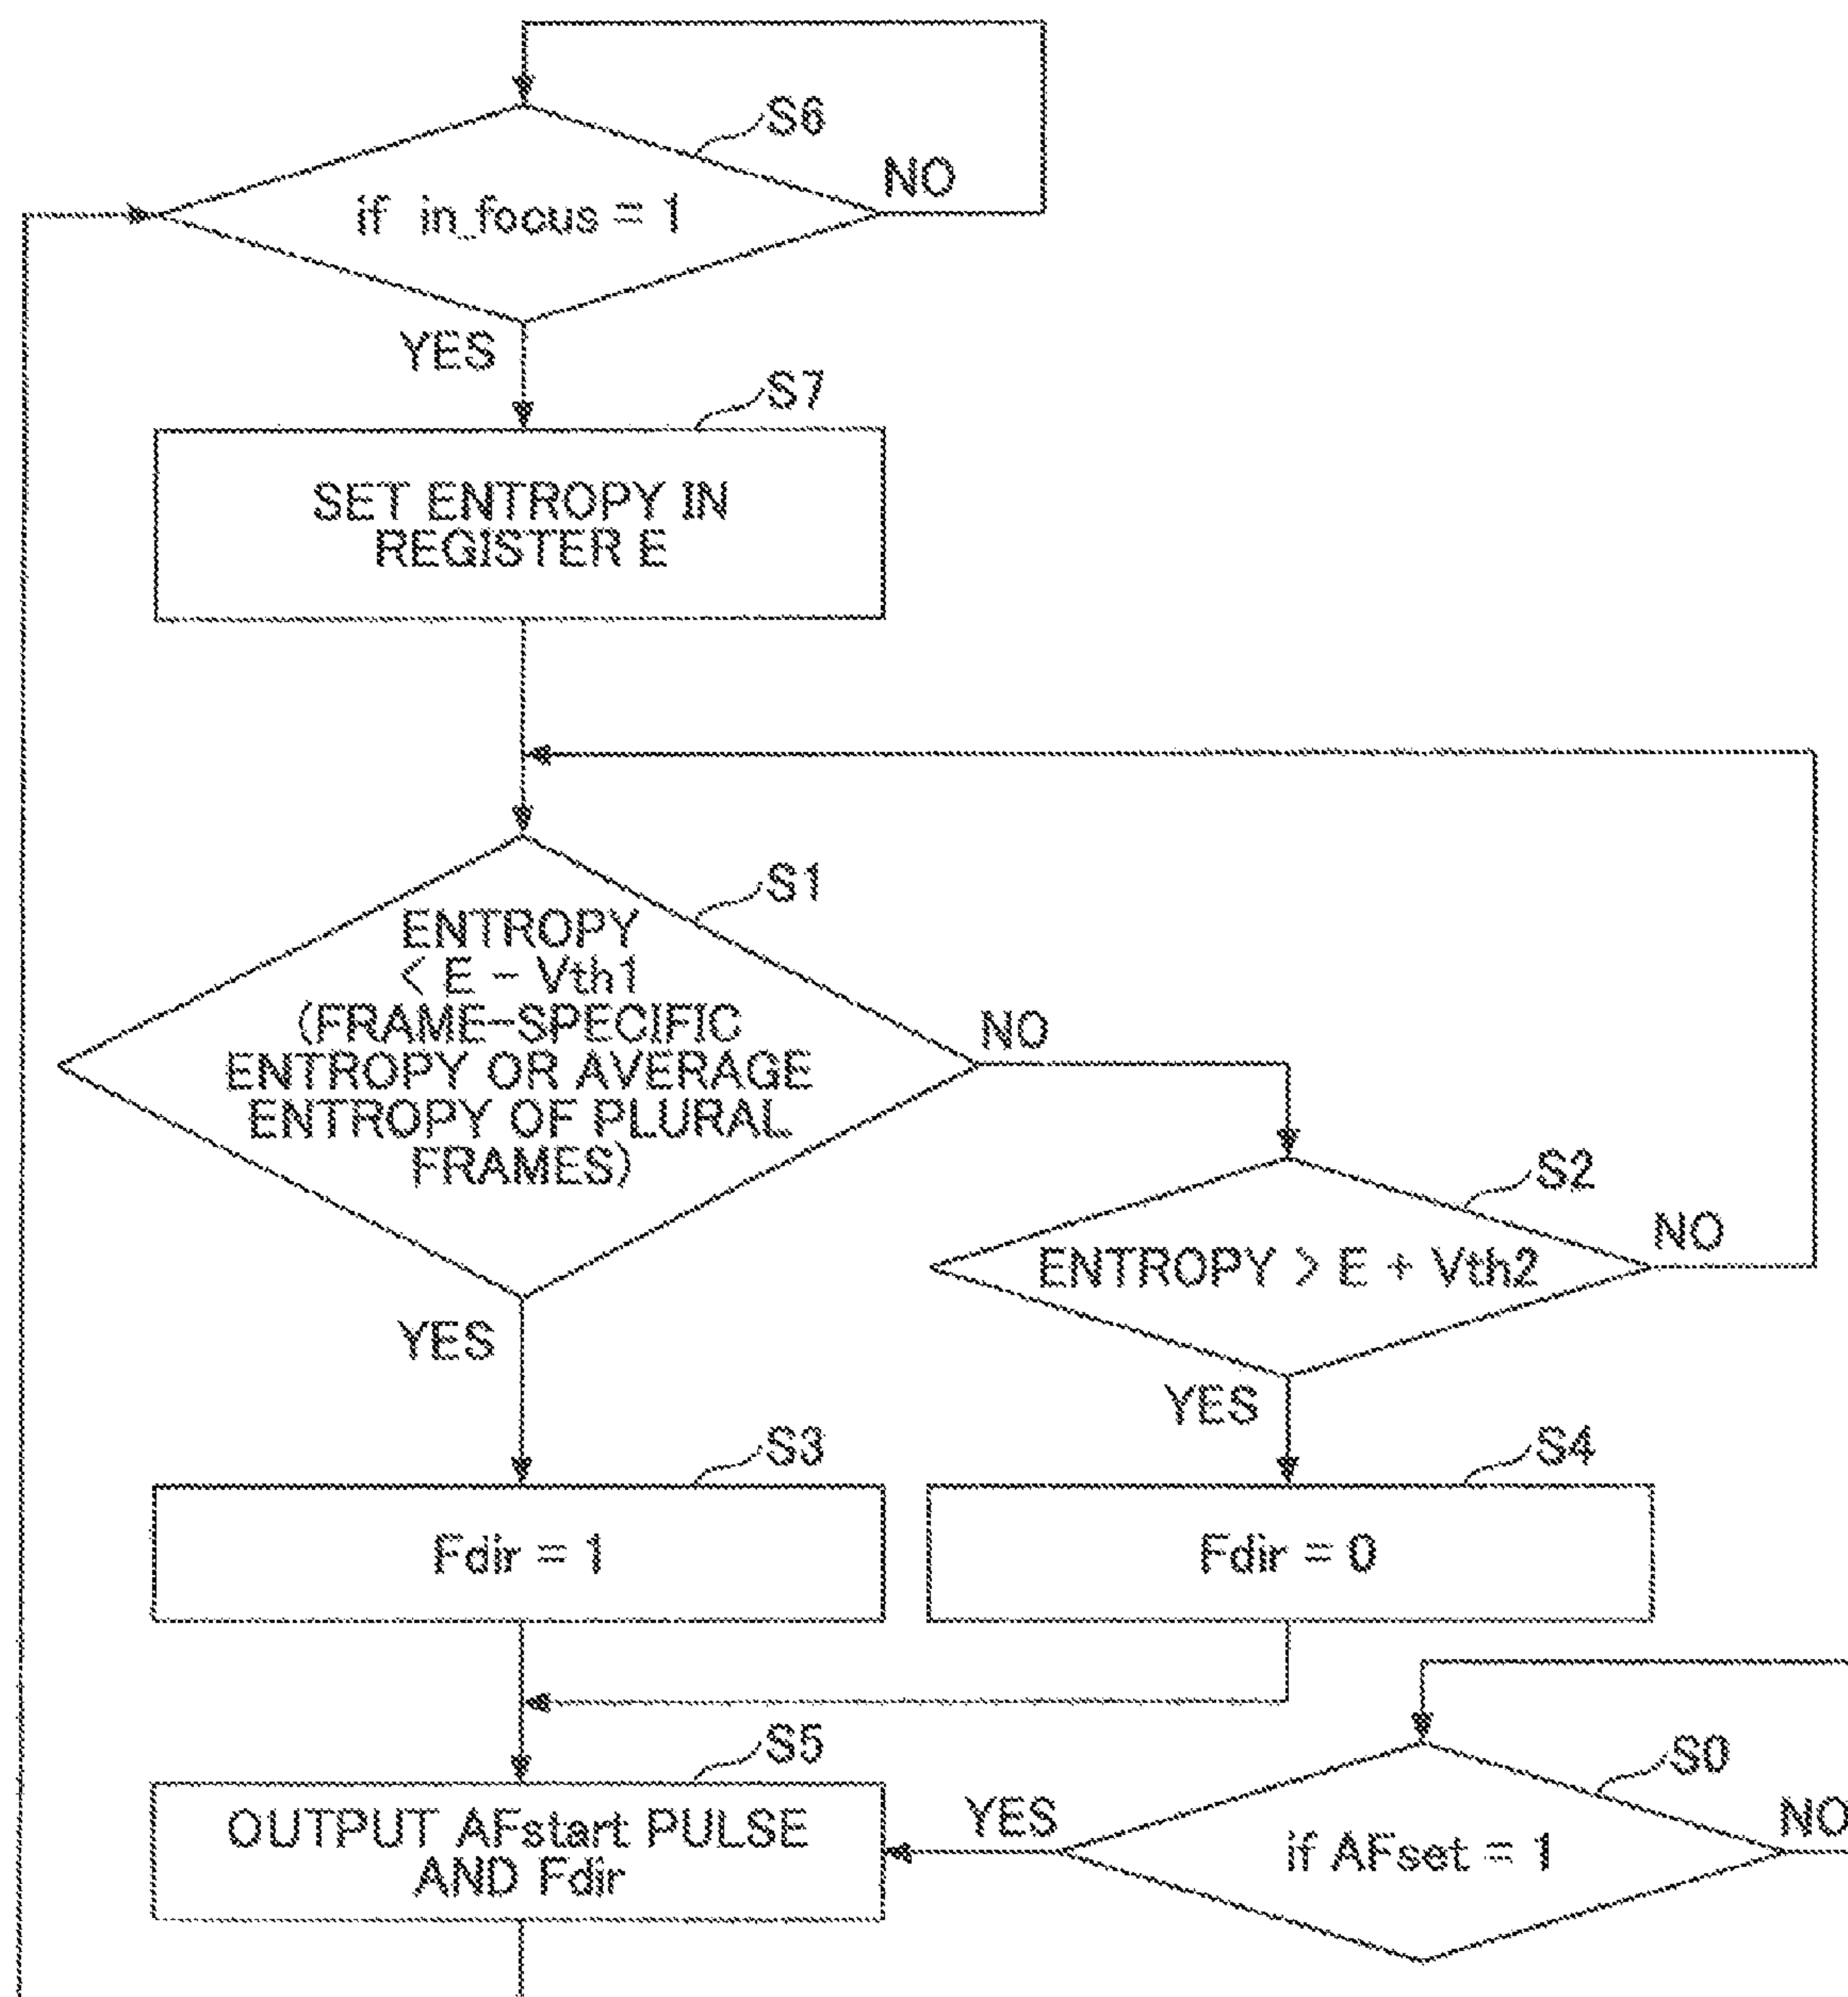 S6
if in_focus = 1
NO
YES
S7
SET ENTROPY IN
REGISTER E
S1
ENTROPY
< E - Vth1
(FRAME-SPECIFIC
ENTROPY OR AVERAGE
ENTROPY OF PLURAL
FRAMES)
NO
YES
S2
ENTROPY > E + Vth2
NO
YES
S3
Fdir = 1
S4
Fdir = 0
S5
OUTPUT AFstart PULSE
AND Fdir
S0
if AFset = 1
YES
NO